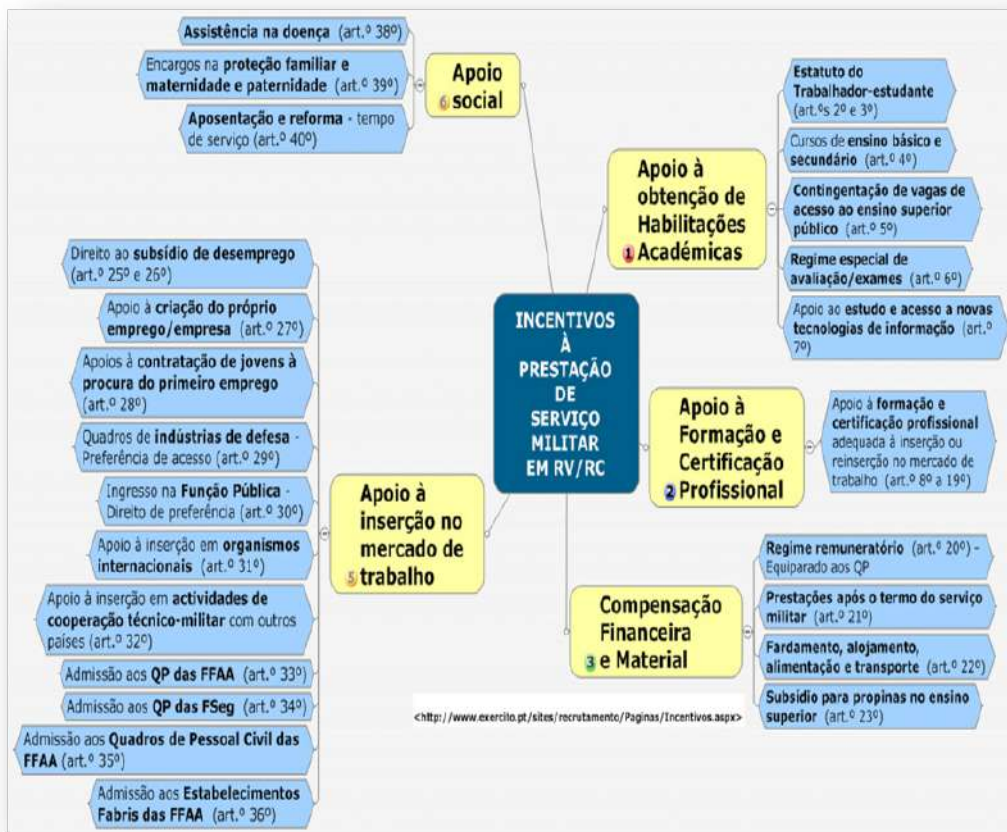 INCENTIVOS
À
PRESTAÇÃO
DE
SERVIÇO
MILITAR
EM RV/RC
Apoio à
obtenção de
Habilitações
1 Académicas
Estatuto do
Trabalhador-estudante
(art.ºs 2º e 3º)
Cursos de ensino básico e
secundário (art.º 4º)
Contingentação de vagas de
acesso ao ensino superior
público (art.º 5º)
Regime especial de
avaliação/exames (art.º 6º)
Apoio ao estudo e acesso a novas
tecnologias de informação (art.º
7º)
Apoio à
Formação e
Certificação
2 Profissional
Apoio à formação e
certificação profissional
adequada à inserção ou
reinserção no mercado de
trabalho (art.º 8º a 19º)
Compensação
Financeira
3 e Material
Regime remuneratório (art.º 20º) -
Equiparado aos QP
Prestações após o termo do serviço
militar (art.º 21º)
Fardamento, alojamento,
alimentação e transporte (art.º 22º)
Subsídio para propinas no ensino
superior (art.º 23º)
Apoio à
inserção no
mercado de
5 trabalho
Direito ao subsídio de desemprego
(art.º 25º e 26º)
Apoio à criação do próprio
emprego/empresa (art.º 27º)
Apoios à contratação de jovens à
procura do primeiro emprego
(art.º 28º)
Quadros de indústrias de defesa -
Preferência de acesso (art.º 29º)
Ingresso na Função Pública -
Direito de preferência (art.º 30º)
Apoio à inserção em organismos
internacionais (art.º 31º)
Apoio à inserção em actividades de
cooperação técnico-militar com outros
países (art.º 32º)
Admissão aos QP das FFAA (art.º 33º)
Admissão aos QP das FSeg (art.º 34º)
Admissão aos Quadros de Pessoal Civil das
FFAA (art.º 35º)
Admissão aos Estabelecimentos
Fabris das FFAA (art.º 36º)
Apoio
6 social
Assistência na doença (art.º 38º)
Encargos na proteção familiar e
maternidade e paternidade (art.º 39º)
Aposentação e reforma - tempo
de serviço (art.º 40º)
<http://www.exercito.pt/sites/recrutamento/Paginas/Incentivos.aspx>